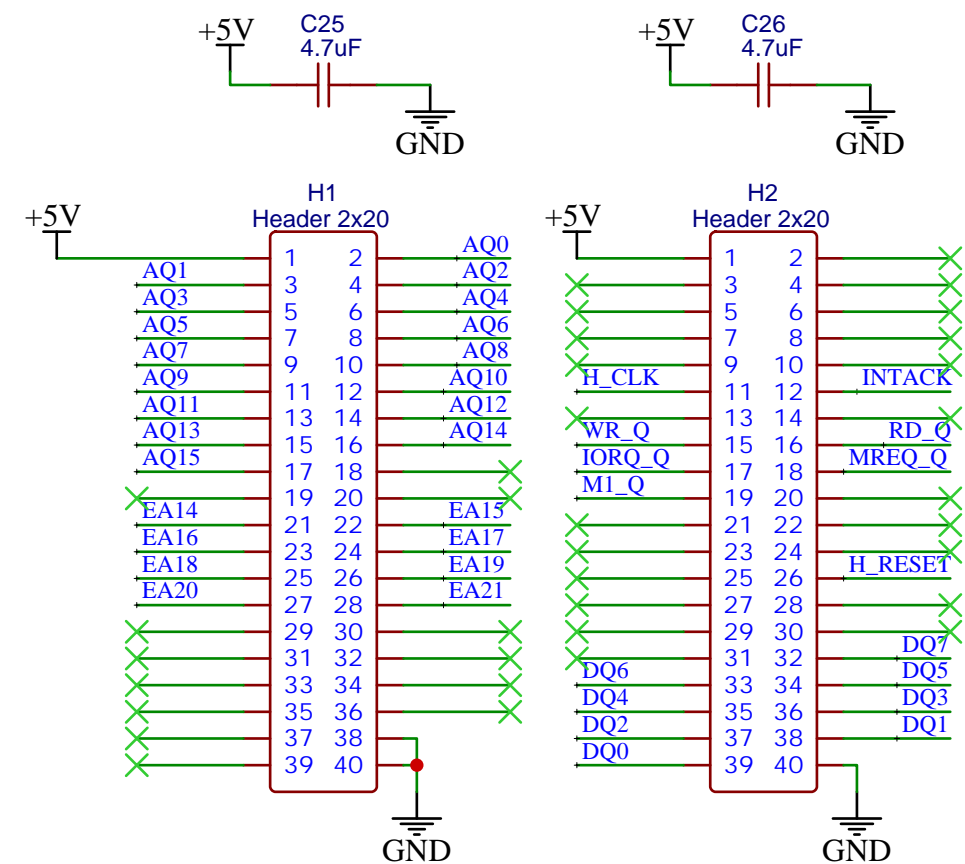 +5V C25 +5V C26
4.7uF 4.7uF
GND GND
H1 H2
+5V Header 2x20 +5V Header 2x20
1 2 AQ0 1 2
AQ1 3 4 AQ2 3 4
AQ3 5 6 AQ4 5 6
AQ5 7 8 AQ6 7 8
AQ7 9 10 AQ8 9 10
AQ9 11 12 AQ10 H_CLK 11 12 INTACK
AQ11 13 14 AQ12 13 14
AQ13 15 16 AQ14 WR_Q 15 16 RD_Q
AQ15 17 18 IORQ_Q 17 18 MREQ_Q
19 20 M1_Q 19 20
EA14 21 22 EA15 21 22
EA16 23 24 EA17 23 24
EA18 25 26 EA19 25 26 H_RESET
EA20 27 28 EA21 27 28
29 30 29 30
31 32 31 32 DQ7
33 34 DQ6 33 34 DQ5
35 36 DQ4 35 36 DQ3
37 38 DQ2 37 38 DQ1
39 40 DQ0 39 40
GND GND